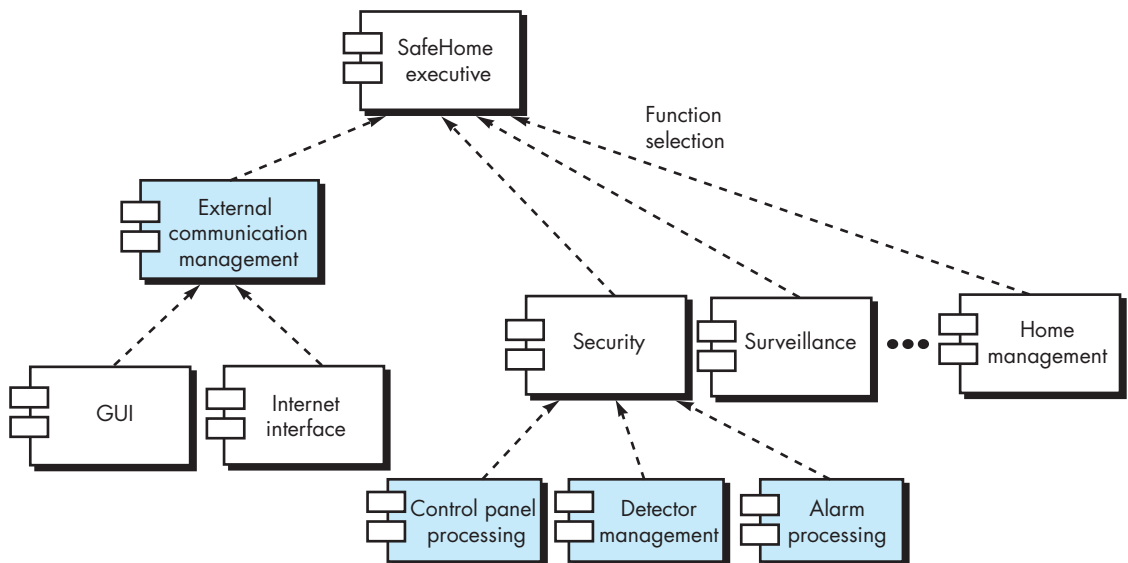 SafeHome
executive
Function
selection
External
communication
management
Security
Surveillance
Home
management
GUI
Internet
interface
Control panel
processing
Detector
management
Alarm
processing